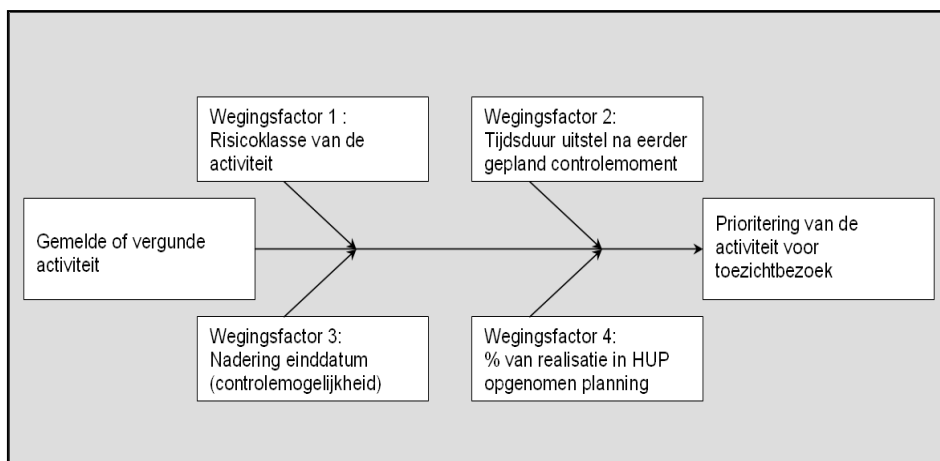 Wegingsfactor 1 :
Risicoklasse van de
activiteit
Wegingsfactor 2:
Tijdsduur uitstel na eerder
gepland controlemoment
Gemelde of vergunde
activiteit
Prioritering van de
activiteit voor
toezichtbezoek
Wegingsfactor 3:
Nadering einddatum
(controlemogelijkheid)
Wegingsfactor 4:
% van realisatie in HUP
opgenomen planning